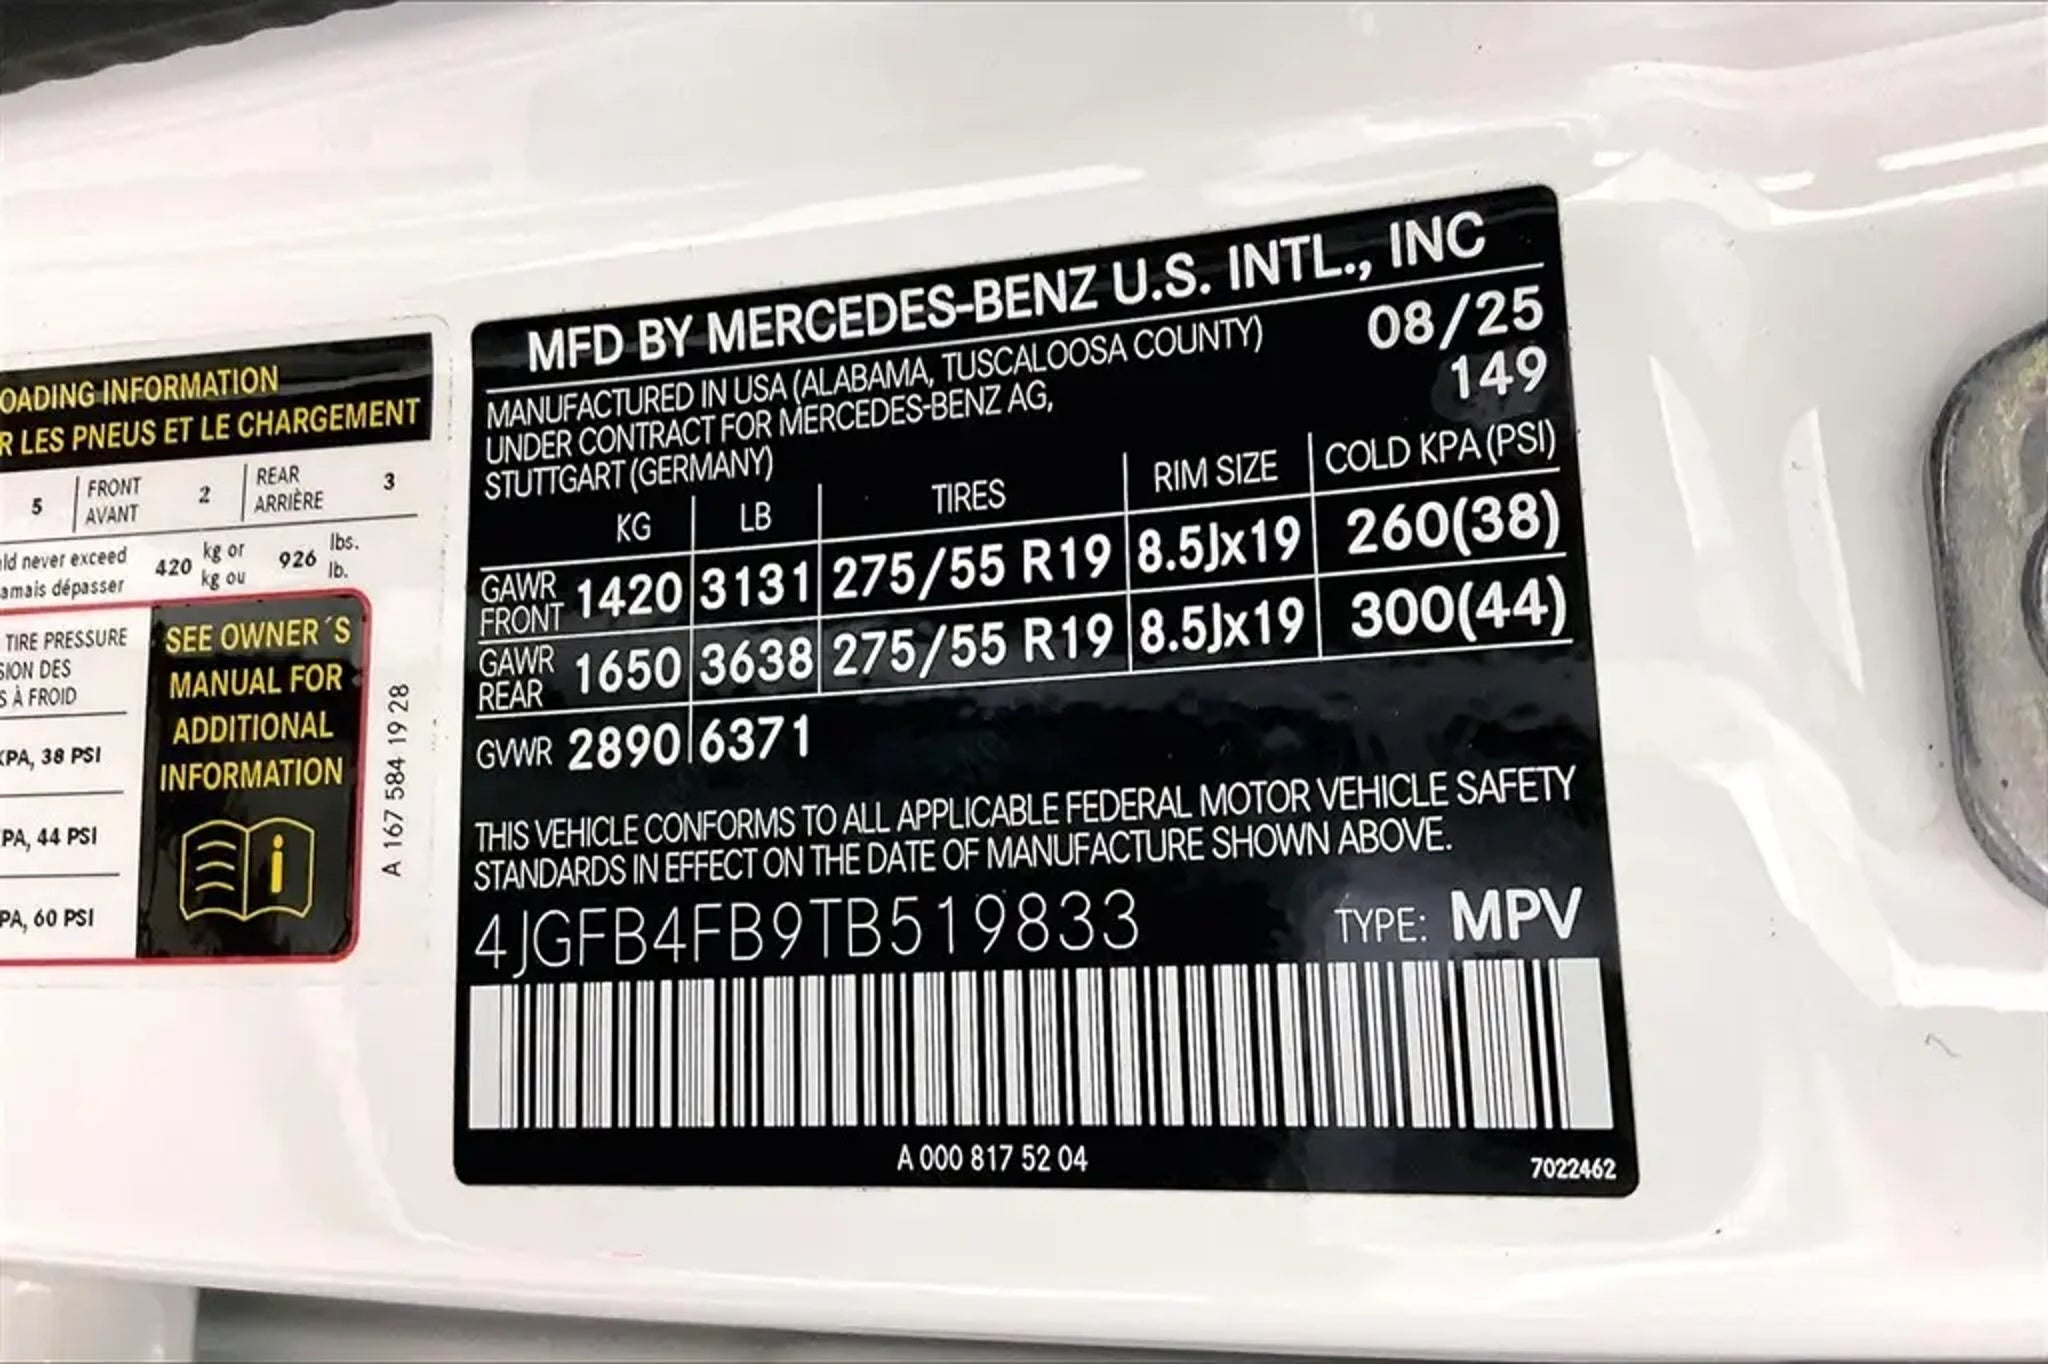 OADING INFORMATION
R LES PNEUS ET LE CHARGEMENT
5 FRONT AVANT 2 REAR ARRIÈRE 3
ld never exceed 420 kg or 926 lbs.
amais dépasser kg ou lb.
TIRE PRESSURE
SION DES
S À FROID
KPA, 38 PSI
PA, 44 PSI
PA, 60 PSI
SEE OWNER´S
MANUAL FOR
ADDITIONAL
INFORMATION
i
A 167 584 19 28
MFD BY MERCEDES-BENZ U.S. INTL., INC
MANUFACTURED IN USA (ALABAMA, TUSCALOOSA COUNTY) 08/25
UNDER CONTRACT FOR MERCEDES-BENZ AG, 149
STUTTGART (GERMANY)
KG LB TIRES RIM SIZE COLD KPA (PSI)
GAWR FRONT 1420 3131 275/55 R19 8.5Jx19 260(38)
GAWR REAR 1650 3638 275/55 R19 8.5Jx19 300(44)
GVWR 2890 6371
THIS VEHICLE CONFORMS TO ALL APPLICABLE FEDERAL MOTOR VEHICLE SAFETY
STANDARDS IN EFFECT ON THE DATE OF MANUFACTURE SHOWN ABOVE.
4JGFB4FB9TB519833 TYPE: MPV
A 000 817 52 04
7022462